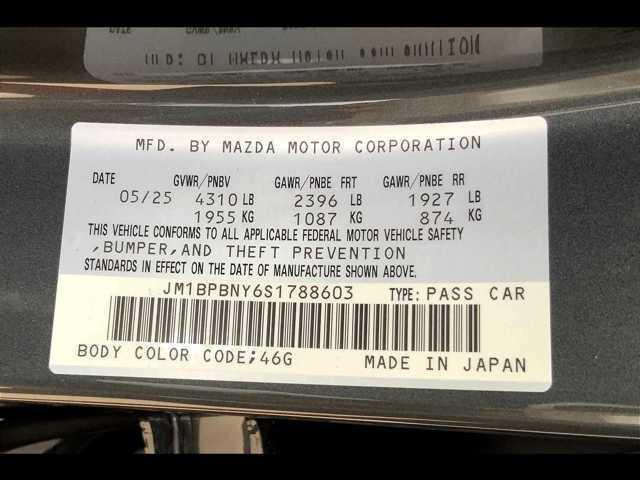 MFD. BY MAZDA MOTOR CORPORATION
DATE GVWR/PNBV GAWR/PNBE FRT GAWR/PNBE RR
05/25 4310 LB 2396 LB 1927 LB
1955 KG 1087 KG 874 KG
THIS VEHICLE CONFORMS TO ALL APPLICABLE FEDERAL MOTOR VEHICLE SAFETY
,BUMPER,AND THEFT PREVENTION
STANDARDS IN EFFECT ON THE DATE OF MANUFACTURE SHOWN ABOVE.
JM1BPBNY6S1788603 TYPE: PASS CAR
BODY COLOR CODE;46G MADE IN JAPAN